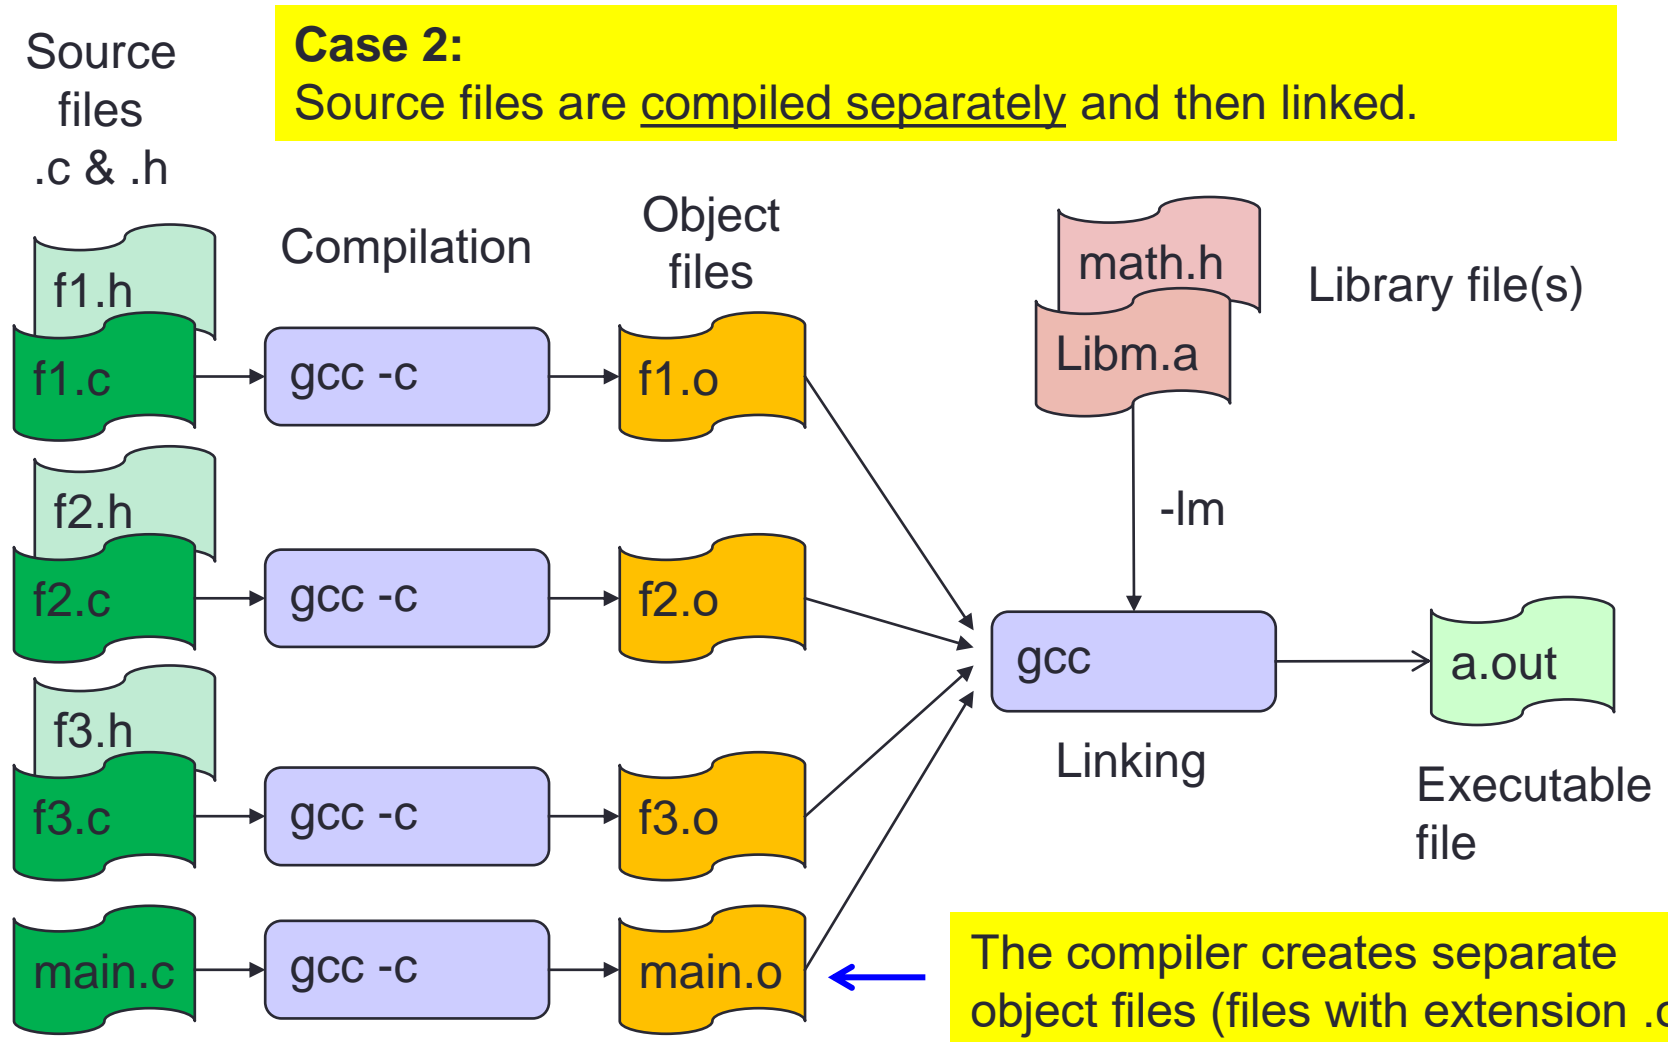 Source
files
.c & .h
Case 2:
Source files are compiled separately and then linked.
Compilation
Object
files
math.h
Libm.a
Library file(s)
f1.h
f1.c
gcc -c
f1.o
-lm
f2.h
f2.c
gcc -c
f2.o
gcc
Linking
a.out
Executable
file
f3.h
f3.c
gcc -c
f3.o
main.c
gcc -c
main.o
The compiler creates separate
object files (files with extension .o